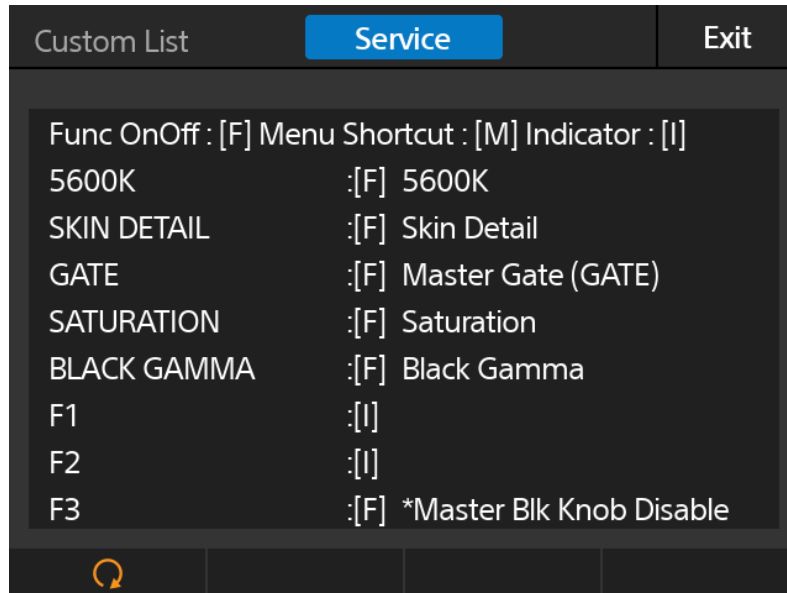 Custom List Service Exit
Func OnOff : [F] Menu Shortcut : [M] Indicator : [I]
5600K :[F] 5600K
SKIN DETAIL :[F] Skin Detail
GATE :[F] Master Gate (GATE)
SATURATION :[F] Saturation
BLACK GAMMA :[F] Black Gamma
F1 :[I]
F2 :[I]
F3 :[F] *Master Blk Knob Disable